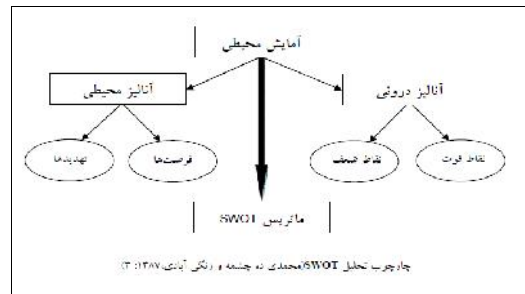 آمایش محیطی
آنالیز درونی
آنالیز محیطی
نقاط قوت
نقاط ضعف
فرصت‌ها
تهدیدها
ماتریس SWOT
چارچوب تحلیل SWOT(محمدی ده چشمه و زنگی آبادی،۱۳۸۷: ۳)